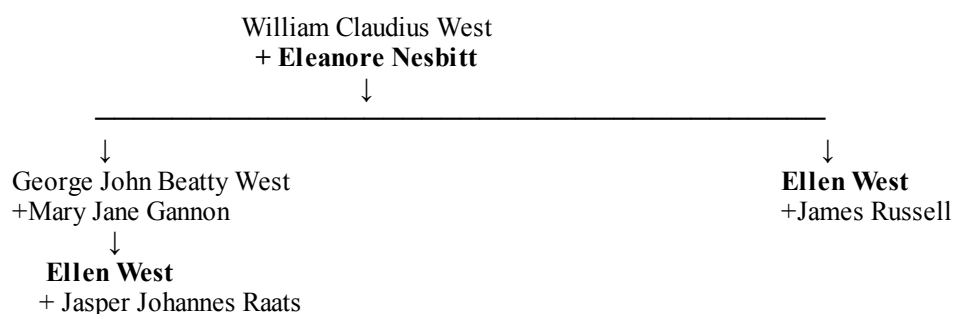 William Claudius West
+ Eleanore Nesbitt
↓
↓ ↓
George John Beatty West Ellen West
+Mary Jane Gannon +James Russell
↓
Ellen West
+ Jasper Johannes Raats